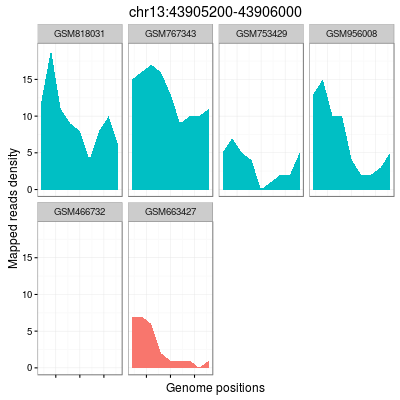 chr13:43905200-43906000
GSM818031 GSM767343 GSM753429 GSM956008
15
10
5
0
GSM466732 GSM663427
15
10
5
0
Mapped reads density
Genome positions